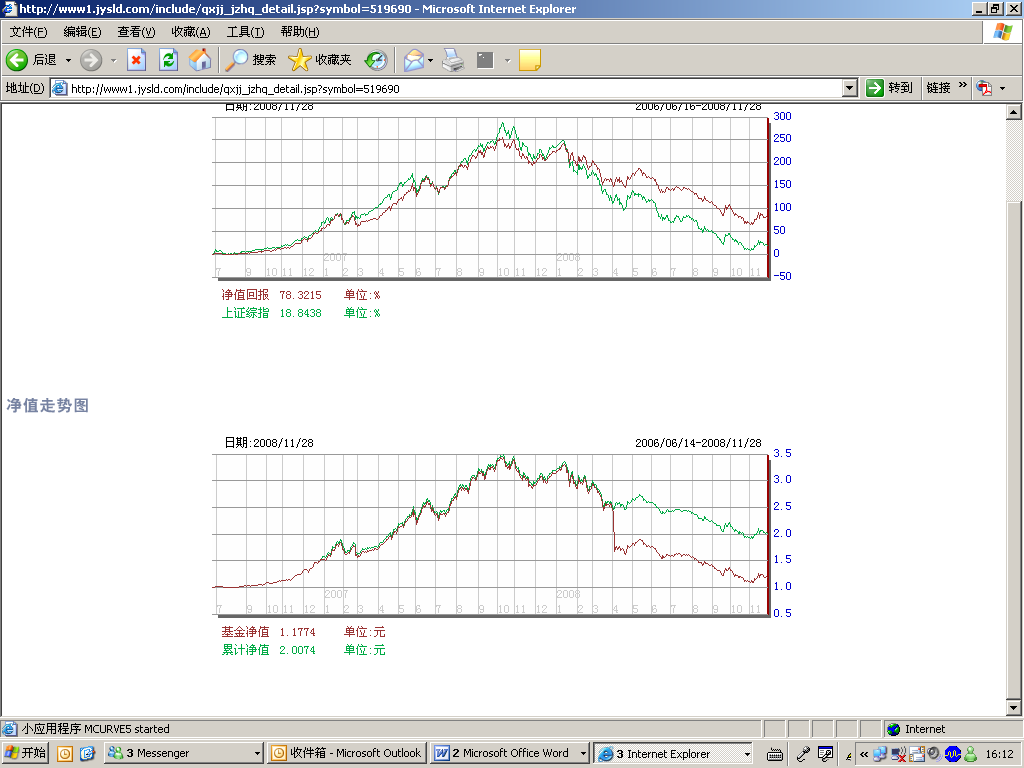 http://www1.jysld.com/include/qxjj_jzhq_detail.jsp?symbol=519690 - Microsoft Internet Explorer
文件(F) 编辑(E) 查看(V) 收藏(A) 工具(T) 帮助(H)
后退 搜索 收藏夹
地址(D) http://www1.jysld.com/include/qxjj_jzhq_detail.jsp?symbol=519690 转到 链接 »
日期:2008/11/28 2006/06/16-2008/11/28
300
250
200
150
100
50
2007 2008 0
7 9 10 11 12 1 2 3 4 5 6 7 8 9 10 11 12 1 2 3 4 5 6 7 8 9 10 11 -50
净值回报 78.3215 单位:%
上证综指 18.8438 单位:%
净值走势图
日期:2008/11/28 2006/06/14-2008/11/28
3.5
3.0
2.5
2.0
1.5
1.0
2007 2008
6 7 9 10 11 12 1 2 3 4 5 6 7 8 9 10 11 12 1 2 3 4 5 6 7 8 9 10 11 0.5
基金净值 1.1774 单位:元
累计净值 2.0074 单位:元
小应用程序 MCURVE5 started Internet
开始 3 Messenger 收件箱 - Microsoft Outlook 2 Microsoft Office Word 3 Internet Explorer « 16:12